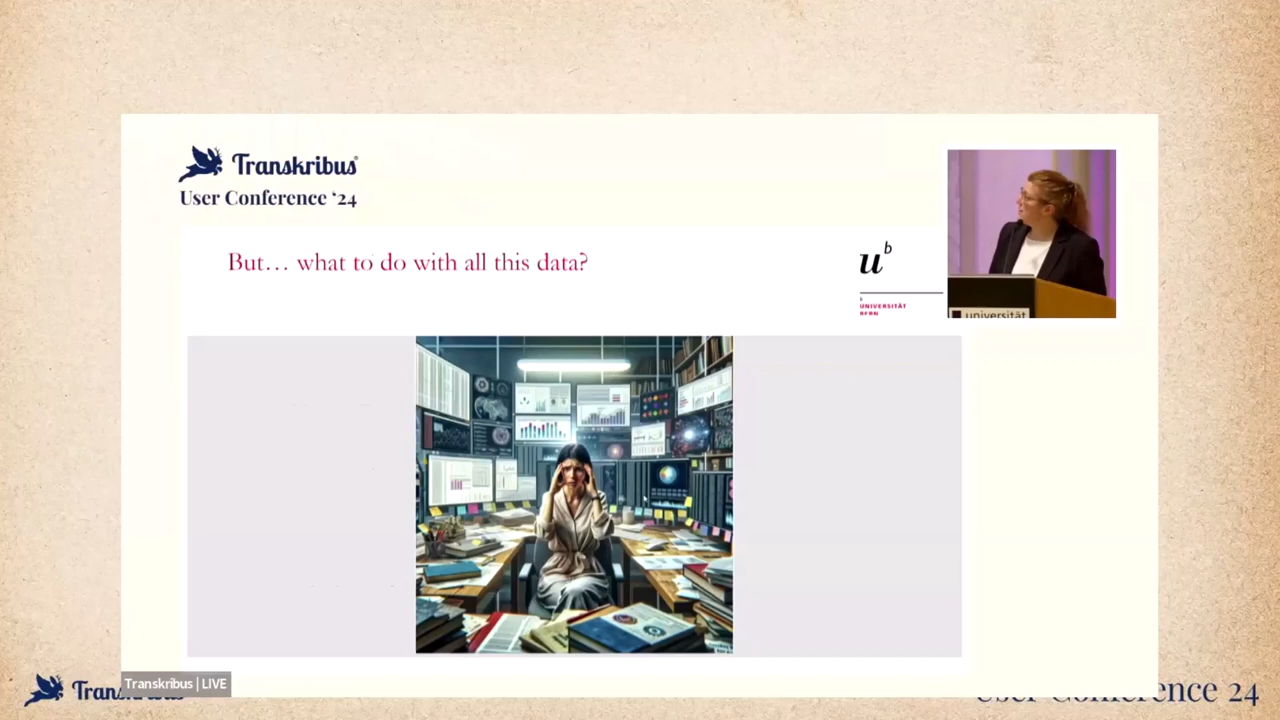 Transkribus
User Conference ‘24
But… what to do with all this data?
u
b
b
UNIVERSITÄT
BERN
universität
Transkribus | LIVE
User Conference 24